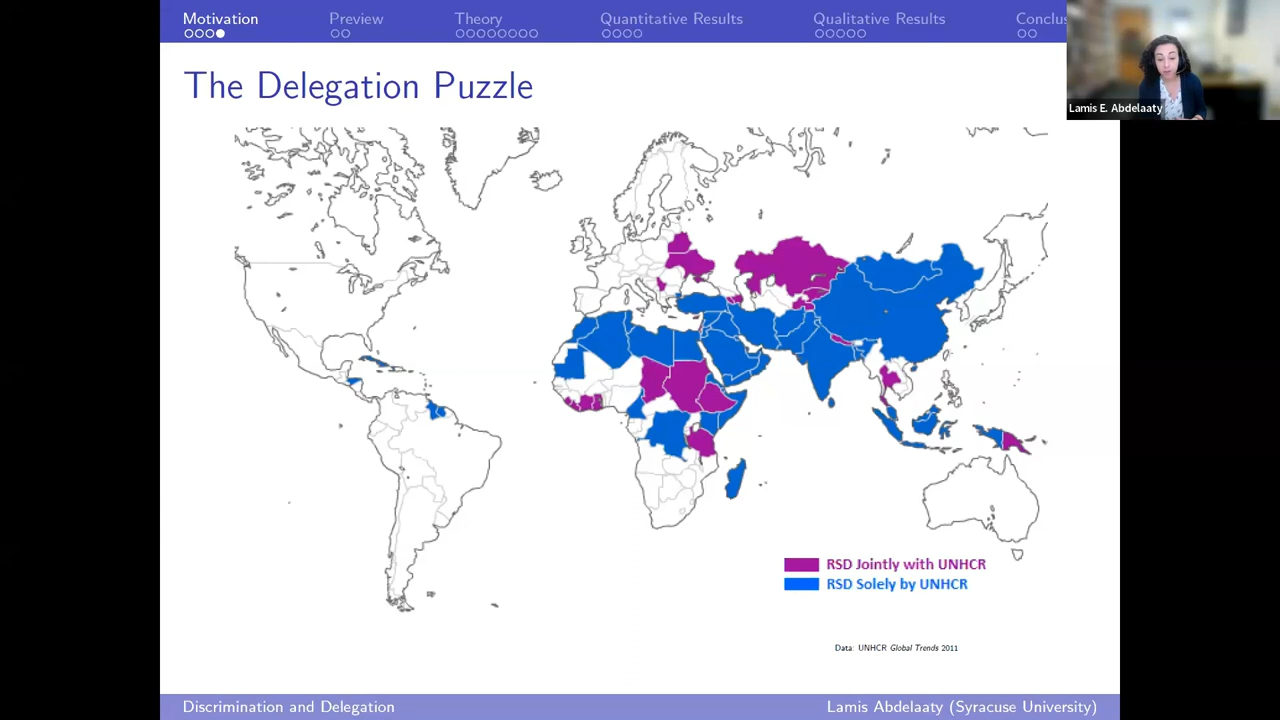 Motivation Preview Theory Quantitative Results Qualitative Results Conclus
Lamis E. Abdelaaty
The Delegation Puzzle
RSD Jointly with UNHCR
RSD Solely by UNHCR
Data: UNHCR Global Trends 2011
Discrimination and Delegation Lamis Abdelaaty (Syracuse University)